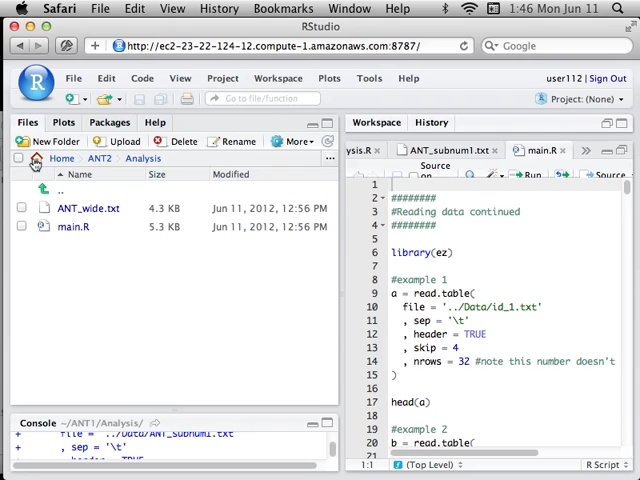 Safari File Edit View History Bookmarks Window Help 1:46 Mon Jun 11
RStudio
http://ec2-23-22-124-12.compute-1.amazonaws.com:8787/ Google
R File Edit Code View Project Workspace Plots Tools Help user112 | Sign Out
Go to file/function Project: (None)
Files Plots Packages Help
New Folder Upload Delete Rename More
Home ANT2 Analysis ...
Name Size Modified
..
ANT_wide.txt 4.3 KB Jun 11, 2012, 12:56 PM
main.R 5.3 KB Jun 11, 2012, 12:56 PM
Console ~/ANT1/Analysis/
+ file = '../Data/ANT_subnum1.txt'
+ , sep = '\t'
+ , header = TRUE
Workspace History
ysis.R ANT_subnum1.txt main.R
Source on Run Source
1
2 ########
3 #Reading data continued
4 ########
5
6 library(ez)
7
8 #example 1
9 a = read.table(
10 file = '../Data/id_1.txt'
11 , sep = '\t'
12 , header = TRUE
13 , skip = 4
14 , nrows = 32 #note this number doesn't
15 )
16
17 head(a)
18
19 #example 2
20 b = read.table(
1:1 (Top Level) R Script